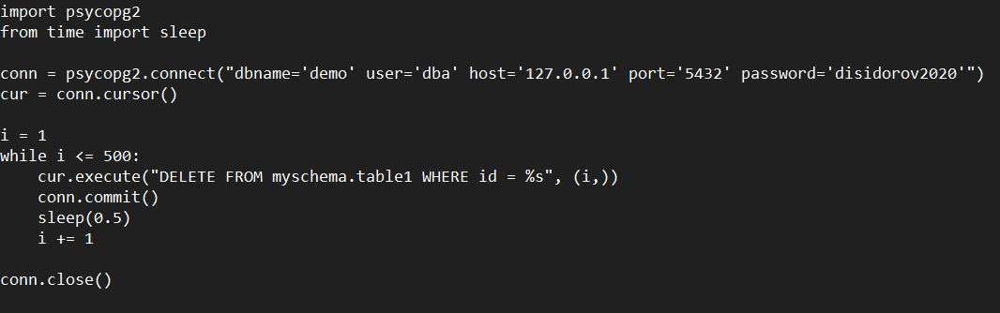 import psycopg2
from time import sleep

conn = psycopg2.connect("dbname='demo' user='dba' host='127.0.0.1' port='5432' password='disidorov2020'")
cur = conn.cursor()

i = 1
while i <= 500:
    cur.execute("DELETE FROM myschema.table1 WHERE id = %s", (i,))
    conn.commit()
    sleep(0.5)
    i += 1

conn.close()